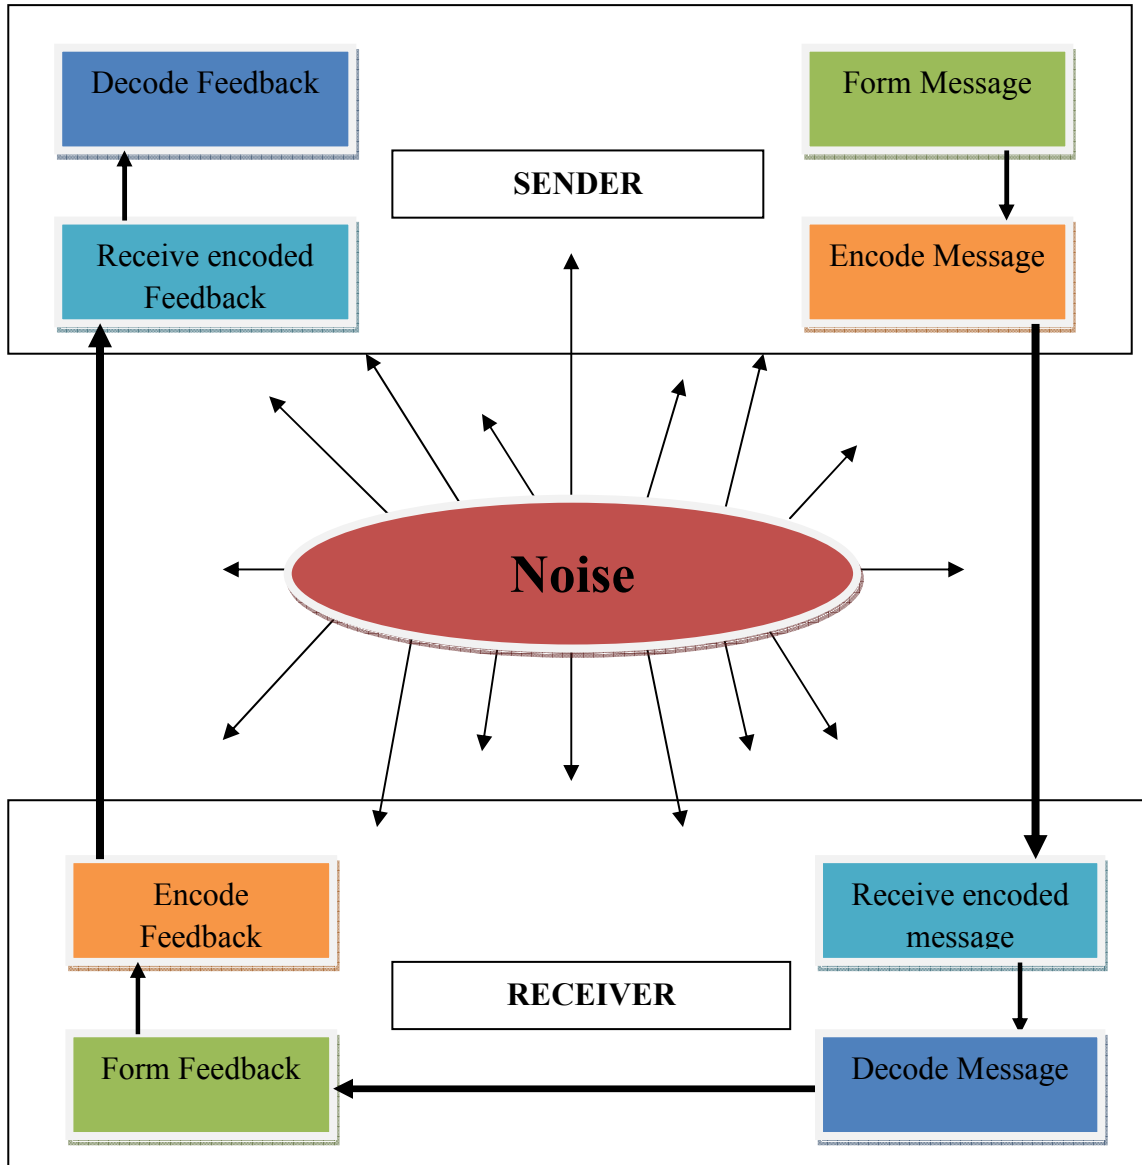 Decode Feedback
Form Message
SENDER
Receive encoded
Feedback
Encode Message
Noise
Encode
Feedback
Receive encoded
message
RECEIVER
Form Feedback
Decode Message